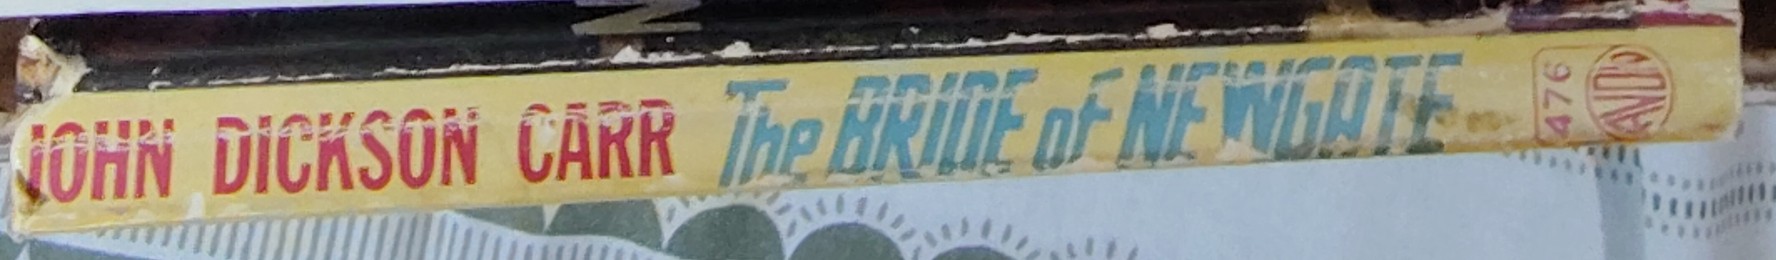 JOHN DICKSON CARR The BRIDE of NEWGATE 476